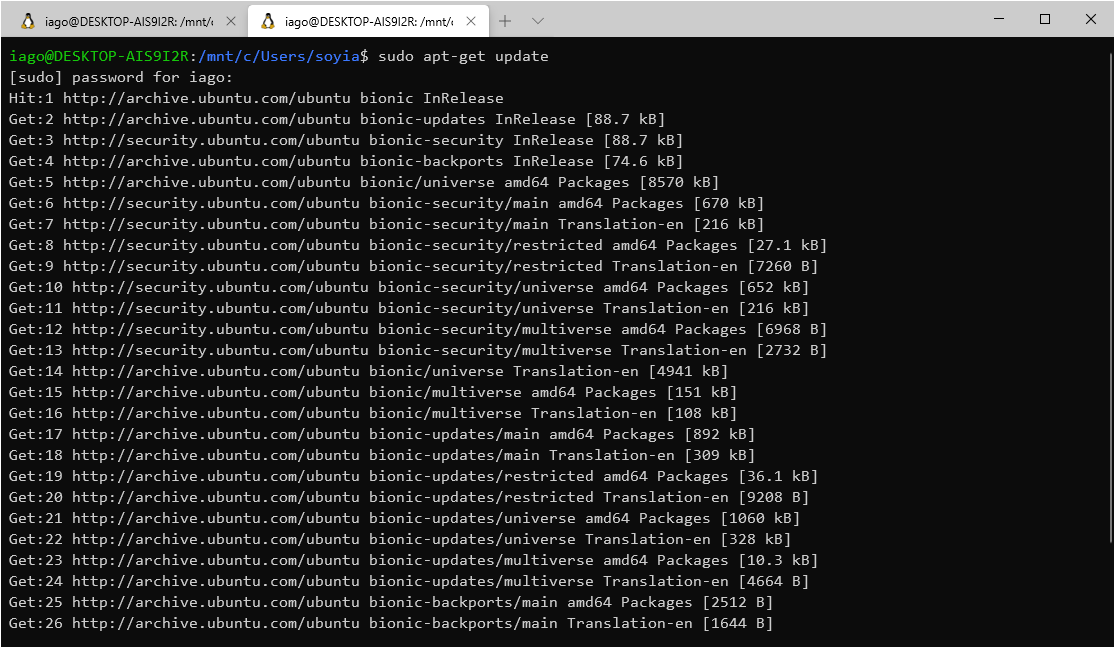 iago@DESKTOP-AIS9I2R: /mnt/c
iago@DESKTOP-AIS9I2R: /mnt/c
iago@DESKTOP-AIS9I2R:/mnt/c/Users/soyia$ sudo apt-get update
[sudo] password for iago:
Hit:1 http://archive.ubuntu.com/ubuntu bionic InRelease
Get:2 http://archive.ubuntu.com/ubuntu bionic-updates InRelease [88.7 kB]
Get:3 http://security.ubuntu.com/ubuntu bionic-security InRelease [88.7 kB]
Get:4 http://archive.ubuntu.com/ubuntu bionic-backports InRelease [74.6 kB]
Get:5 http://archive.ubuntu.com/ubuntu bionic/universe amd64 Packages [8570 kB]
Get:6 http://security.ubuntu.com/ubuntu bionic-security/main amd64 Packages [670 kB]
Get:7 http://security.ubuntu.com/ubuntu bionic-security/main Translation-en [216 kB]
Get:8 http://security.ubuntu.com/ubuntu bionic-security/restricted amd64 Packages [27.1 kB]
Get:9 http://security.ubuntu.com/ubuntu bionic-security/restricted Translation-en [7260 B]
Get:10 http://security.ubuntu.com/ubuntu bionic-security/universe amd64 Packages [652 kB]
Get:11 http://security.ubuntu.com/ubuntu bionic-security/universe Translation-en [216 kB]
Get:12 http://security.ubuntu.com/ubuntu bionic-security/multiverse amd64 Packages [6968 B]
Get:13 http://security.ubuntu.com/ubuntu bionic-security/multiverse Translation-en [2732 B]
Get:14 http://archive.ubuntu.com/ubuntu bionic/universe Translation-en [4941 kB]
Get:15 http://archive.ubuntu.com/ubuntu bionic/multiverse amd64 Packages [151 kB]
Get:16 http://archive.ubuntu.com/ubuntu bionic/multiverse Translation-en [108 kB]
Get:17 http://archive.ubuntu.com/ubuntu bionic-updates/main amd64 Packages [892 kB]
Get:18 http://archive.ubuntu.com/ubuntu bionic-updates/main Translation-en [309 kB]
Get:19 http://archive.ubuntu.com/ubuntu bionic-updates/restricted amd64 Packages [36.1 kB]
Get:20 http://archive.ubuntu.com/ubuntu bionic-updates/restricted Translation-en [9208 B]
Get:21 http://archive.ubuntu.com/ubuntu bionic-updates/universe amd64 Packages [1060 kB]
Get:22 http://archive.ubuntu.com/ubuntu bionic-updates/universe Translation-en [328 kB]
Get:23 http://archive.ubuntu.com/ubuntu bionic-updates/multiverse amd64 Packages [10.3 kB]
Get:24 http://archive.ubuntu.com/ubuntu bionic-updates/multiverse Translation-en [4664 B]
Get:25 http://archive.ubuntu.com/ubuntu bionic-backports/main amd64 Packages [2512 B]
Get:26 http://archive.ubuntu.com/ubuntu bionic-backports/main Translation-en [1644 B]